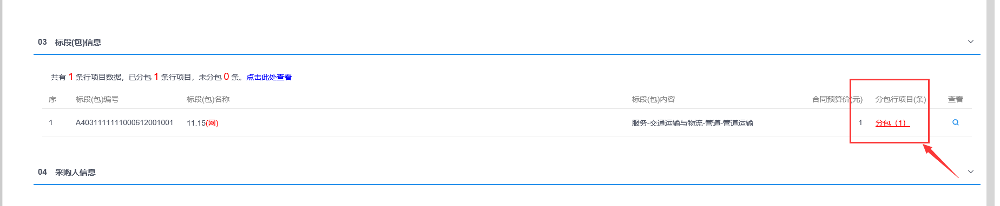 03 标段(包)信息
共有 1 条行项目数据，已分包 1 条行项目，未分包 0 条。点击此处查看
序 标段(包)编号 标段(包)名称 标段(包)内容 合同预算价(元) 分包行项目(条) 查看
1 A4031111111000612001001 11.15(网) 服务-交通运输与物流-管道-管道运输 1 分包（1）
04 采购人信息